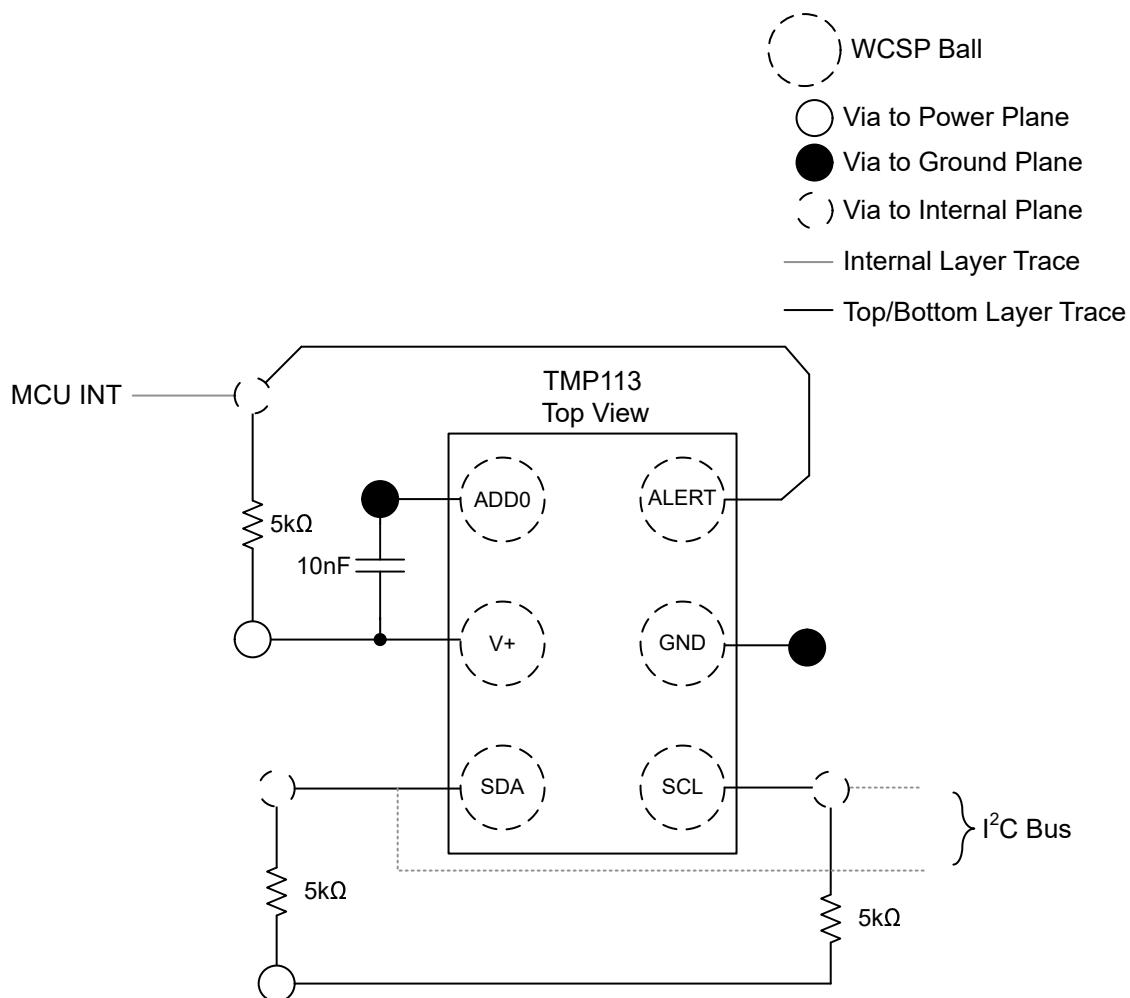 WCSP Ball
Via to Power Plane
Via to Ground Plane
Via to Internal Plane
Internal Layer Trace
Top/Bottom Layer Trace
MCU INT
TMP113
Top View
ADD0
ALERT
5kΩ
10nF
V+
GND
SDA
SCL
I²C Bus
5kΩ
5kΩ